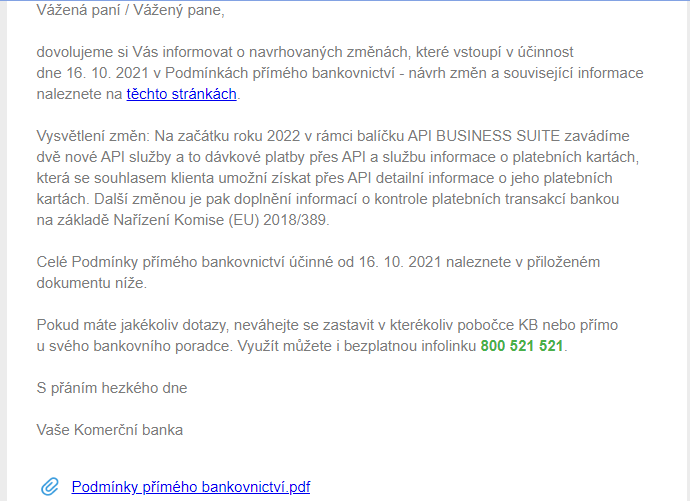 Vážená paní / Vážený pane,
dovolujeme si Vás informovat o navrhovaných změnách, které vstoupí v účinnost
dne 16. 10. 2021 v Podmínkách přímého bankovnictví - návrh změn a související informace
naleznete na těchto stránkách.
Vysvětlení změn: Na začátku roku 2022 v rámci balíčku API BUSINESS SUITE zavádíme
dvě nové API služby a to dávkové platby přes API a službu informace o platebních kartách,
která se souhlasem klienta umožní získat přes API detailní informace o jeho platebních
kartách. Další změnou je pak doplnění informací o kontrole platebních transakcí bankou
na základě Nařízení Komise (EU) 2018/389.
Celé Podmínky přímého bankovnictví účinné od 16. 10. 2021 naleznete v přiloženém
dokumentu níže.
Pokud máte jakékoliv dotazy, neváhejte se zastavit v kterékoliv pobočce KB nebo přímo
u svého bankovního poradce. Využít můžete i bezplatnou infolinku 800 521 521.
S přáním hezkého dne
Vaše Komerční banka
Podmínky přímého bankovnictví.pdf